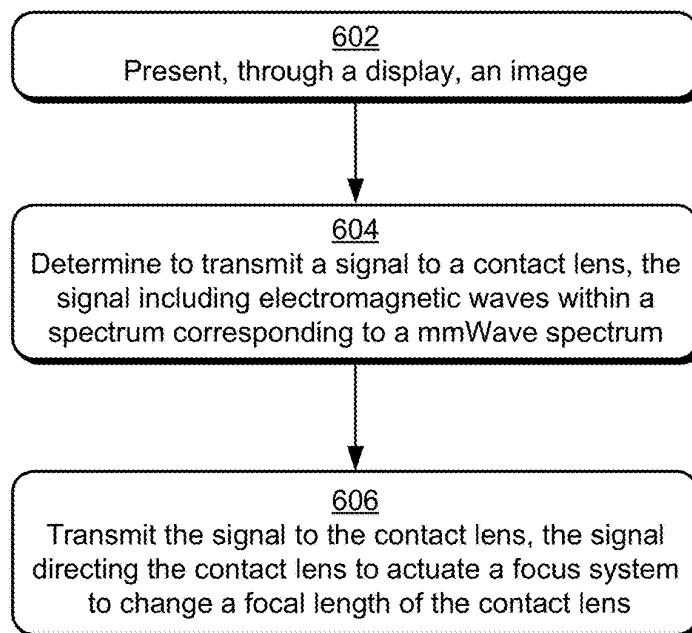 602
Present, through a display, an image
604
Determine to transmit a signal to a contact lens, the
signal including electromagnetic waves within a
spectrum corresponding to a mmWave spectrum
606
Transmit the signal to the contact lens, the signal
directing the contact lens to actuate a focus system
to change a focal length of the contact lens